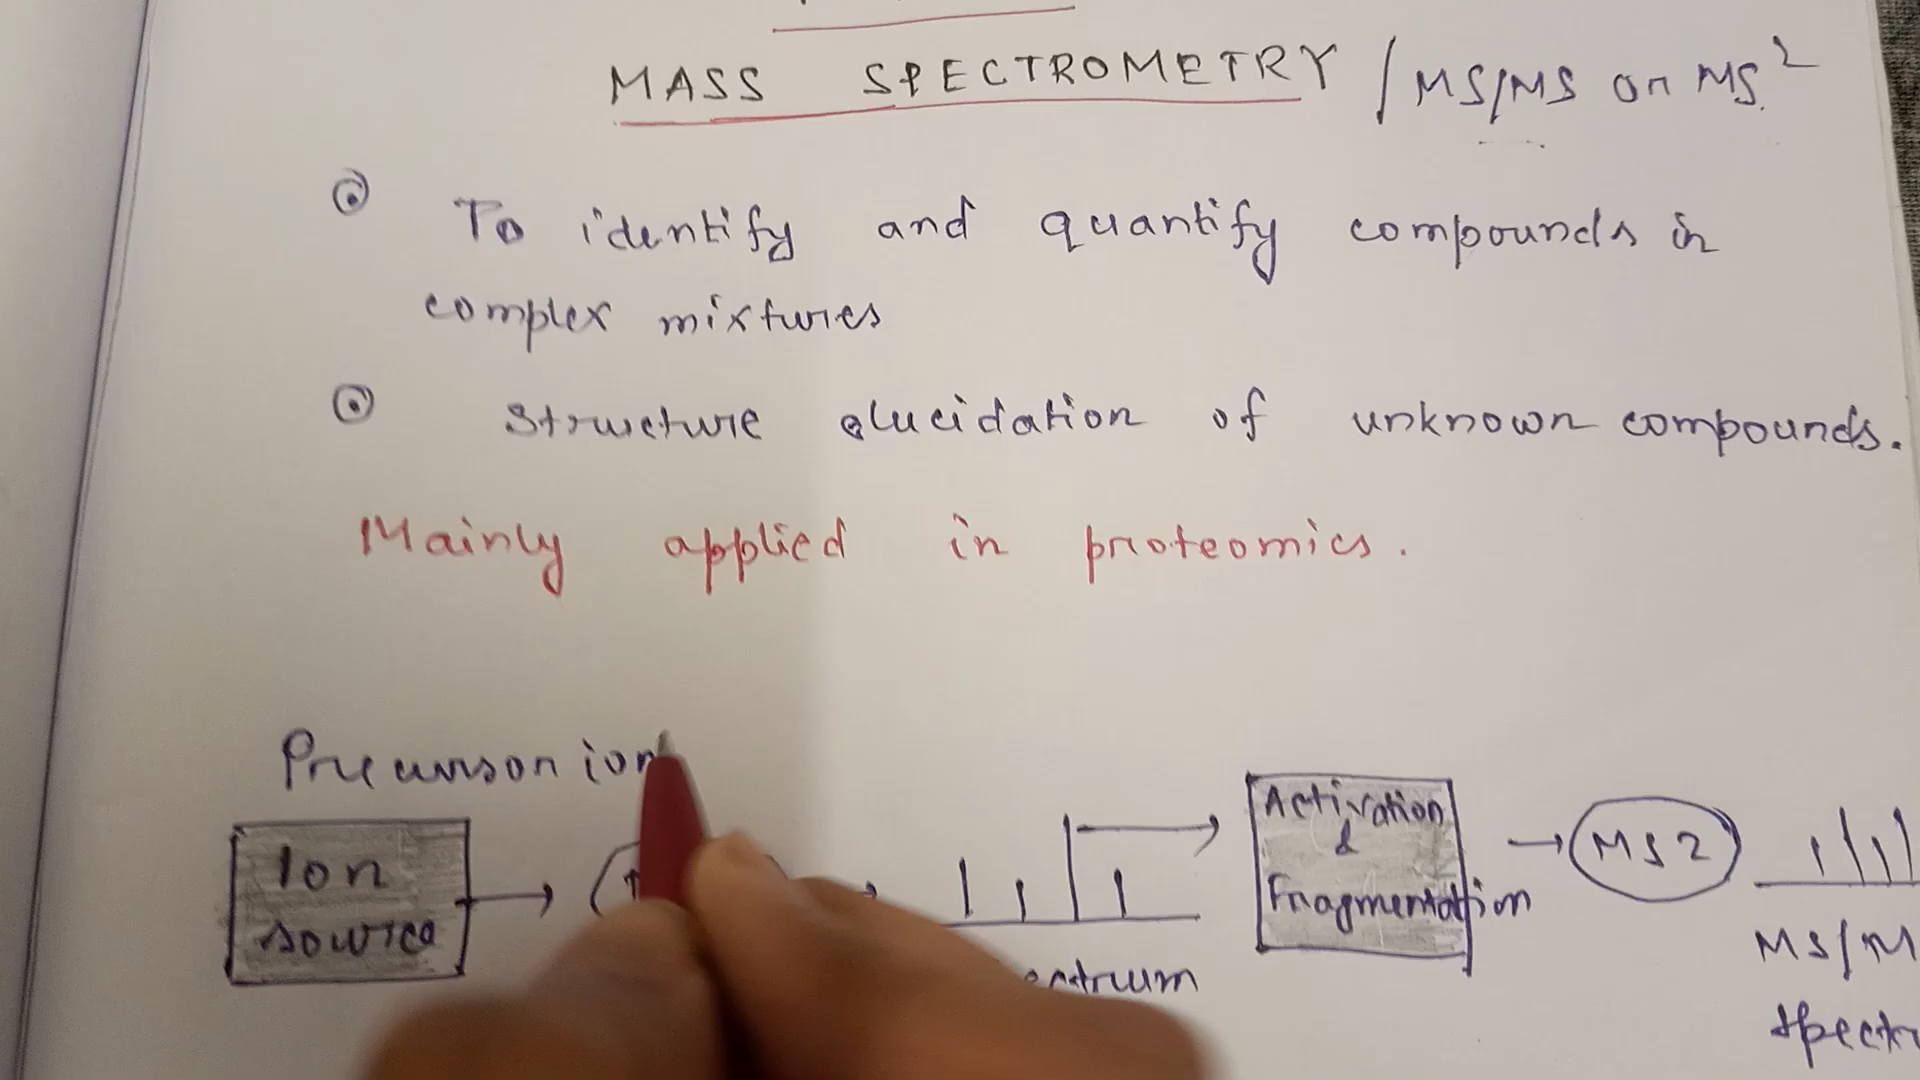 MASS SPECTROMETRY / MS/MS or MS2
To identify and quantify compounds in
complex mixtures
Structure elucidation of unknown compounds.
Mainly applied in proteomics.
Precursor ion
Ion
source
Activation
&
Fragmentation
MS2
MS/M